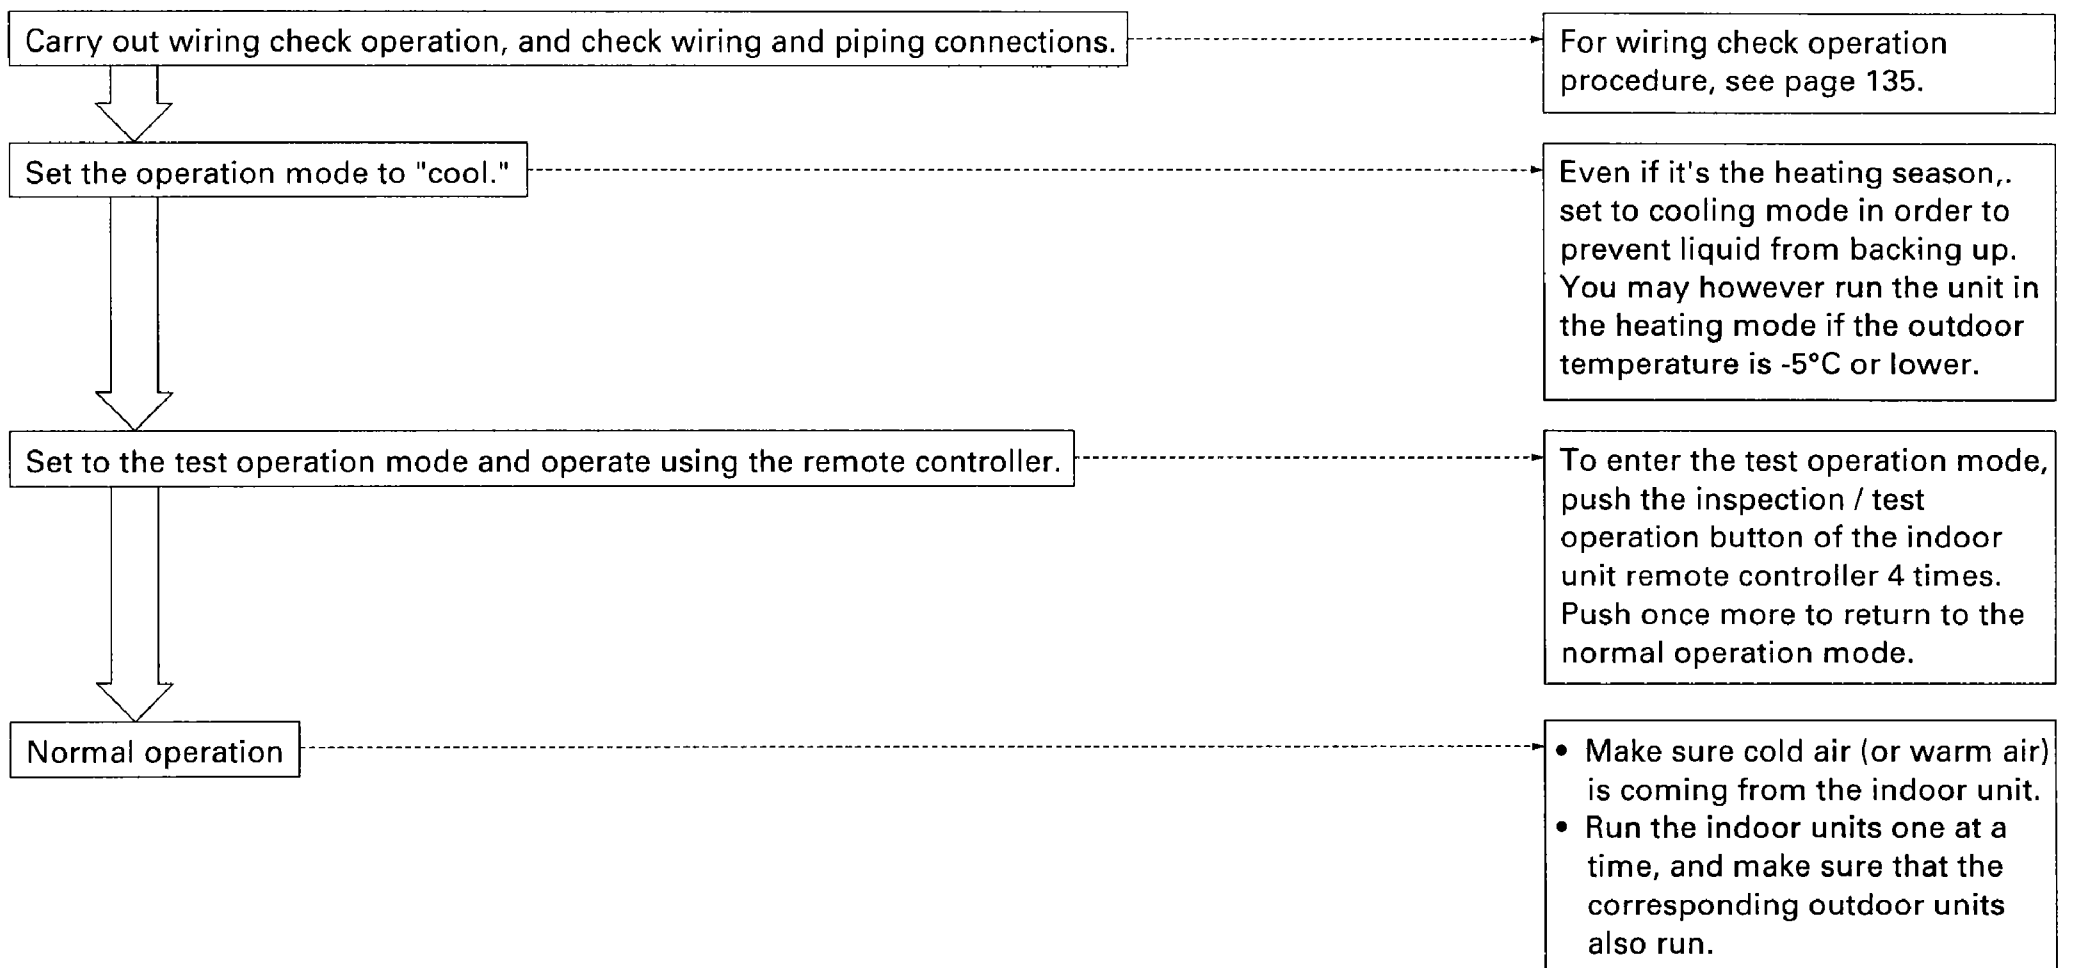 Carry out wiring check operation, and check wiring and piping connections.
For wiring check operation
procedure, see page 135.
Set the operation mode to "cool."
Even if it's the heating season,.
set to cooling mode in order to
prevent liquid from backing up.
You may however run the unit in
the heating mode if the outdoor
temperature is -5°C or lower.
Set to the test operation mode and operate using the remote controller.
To enter the test operation mode,
push the inspection / test
operation button of the indoor
unit remote controller 4 times.
Push once more to return to the
normal operation mode.
Normal operation
• Make sure cold air (or warm air)
is coming from the indoor unit.
• Run the indoor units one at a
time, and make sure that the
corresponding outdoor units
also run.